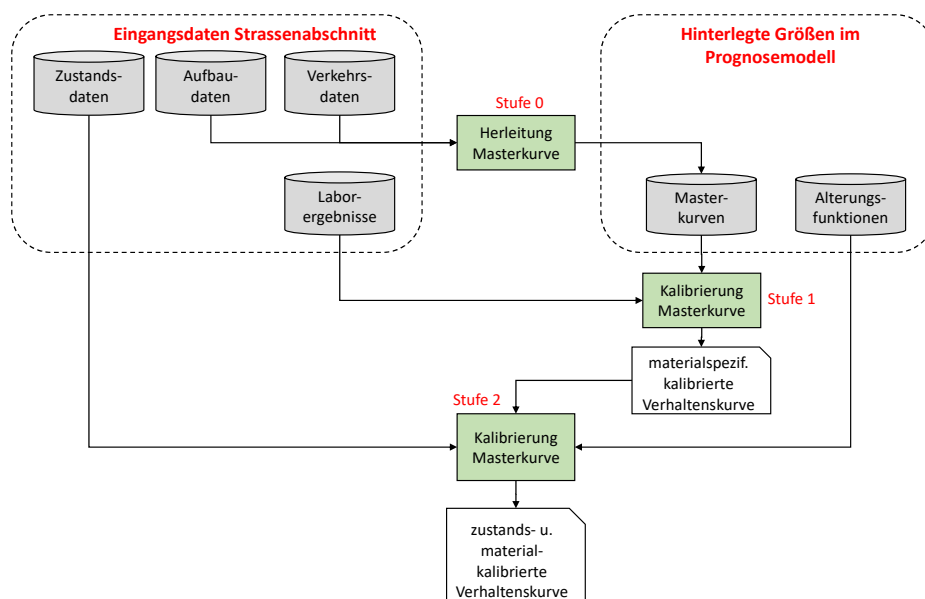 Eingangsdaten Strassenabschnitt
Hinterlegte Größen im
Prognosemodell
Zustands-
daten
Aufbau-
daten
Verkehrs-
daten
Stufe 0
Herleitung
Masterkurve
Labor-
ergebnisse
Master-
kurven
Alterungs-
funktionen
Kalibrierung
Masterkurve
Stufe 1
materialspezif.
kalibrierte
Verhaltenskurve
Stufe 2
Kalibrierung
Masterkurve
zustands- u.
material-
kalibrierte
Verhaltenskurve